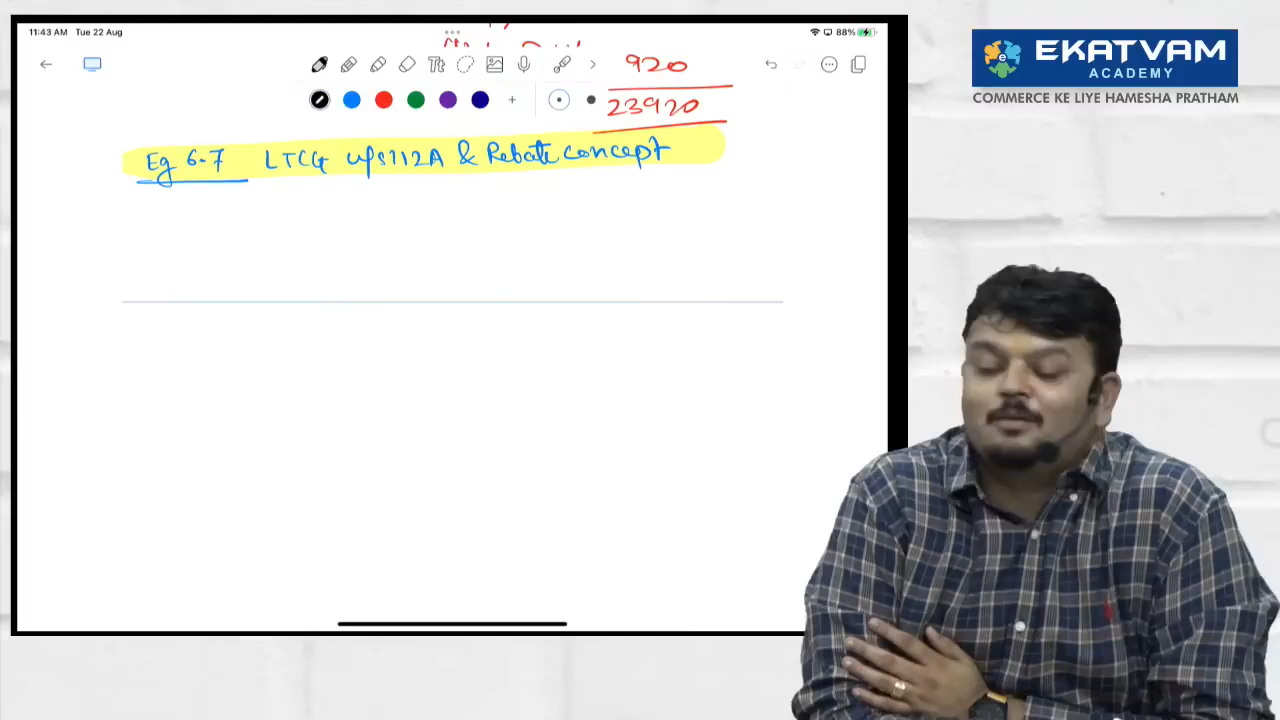 11:43 AM Tue 22 Aug
88%
920
23920
Eg 6.7 LTCG u/s 112A & Rebate concept
EKATVAM
ACADEMY
COMMERCE KE LIYE HAMESHA PRATHAM